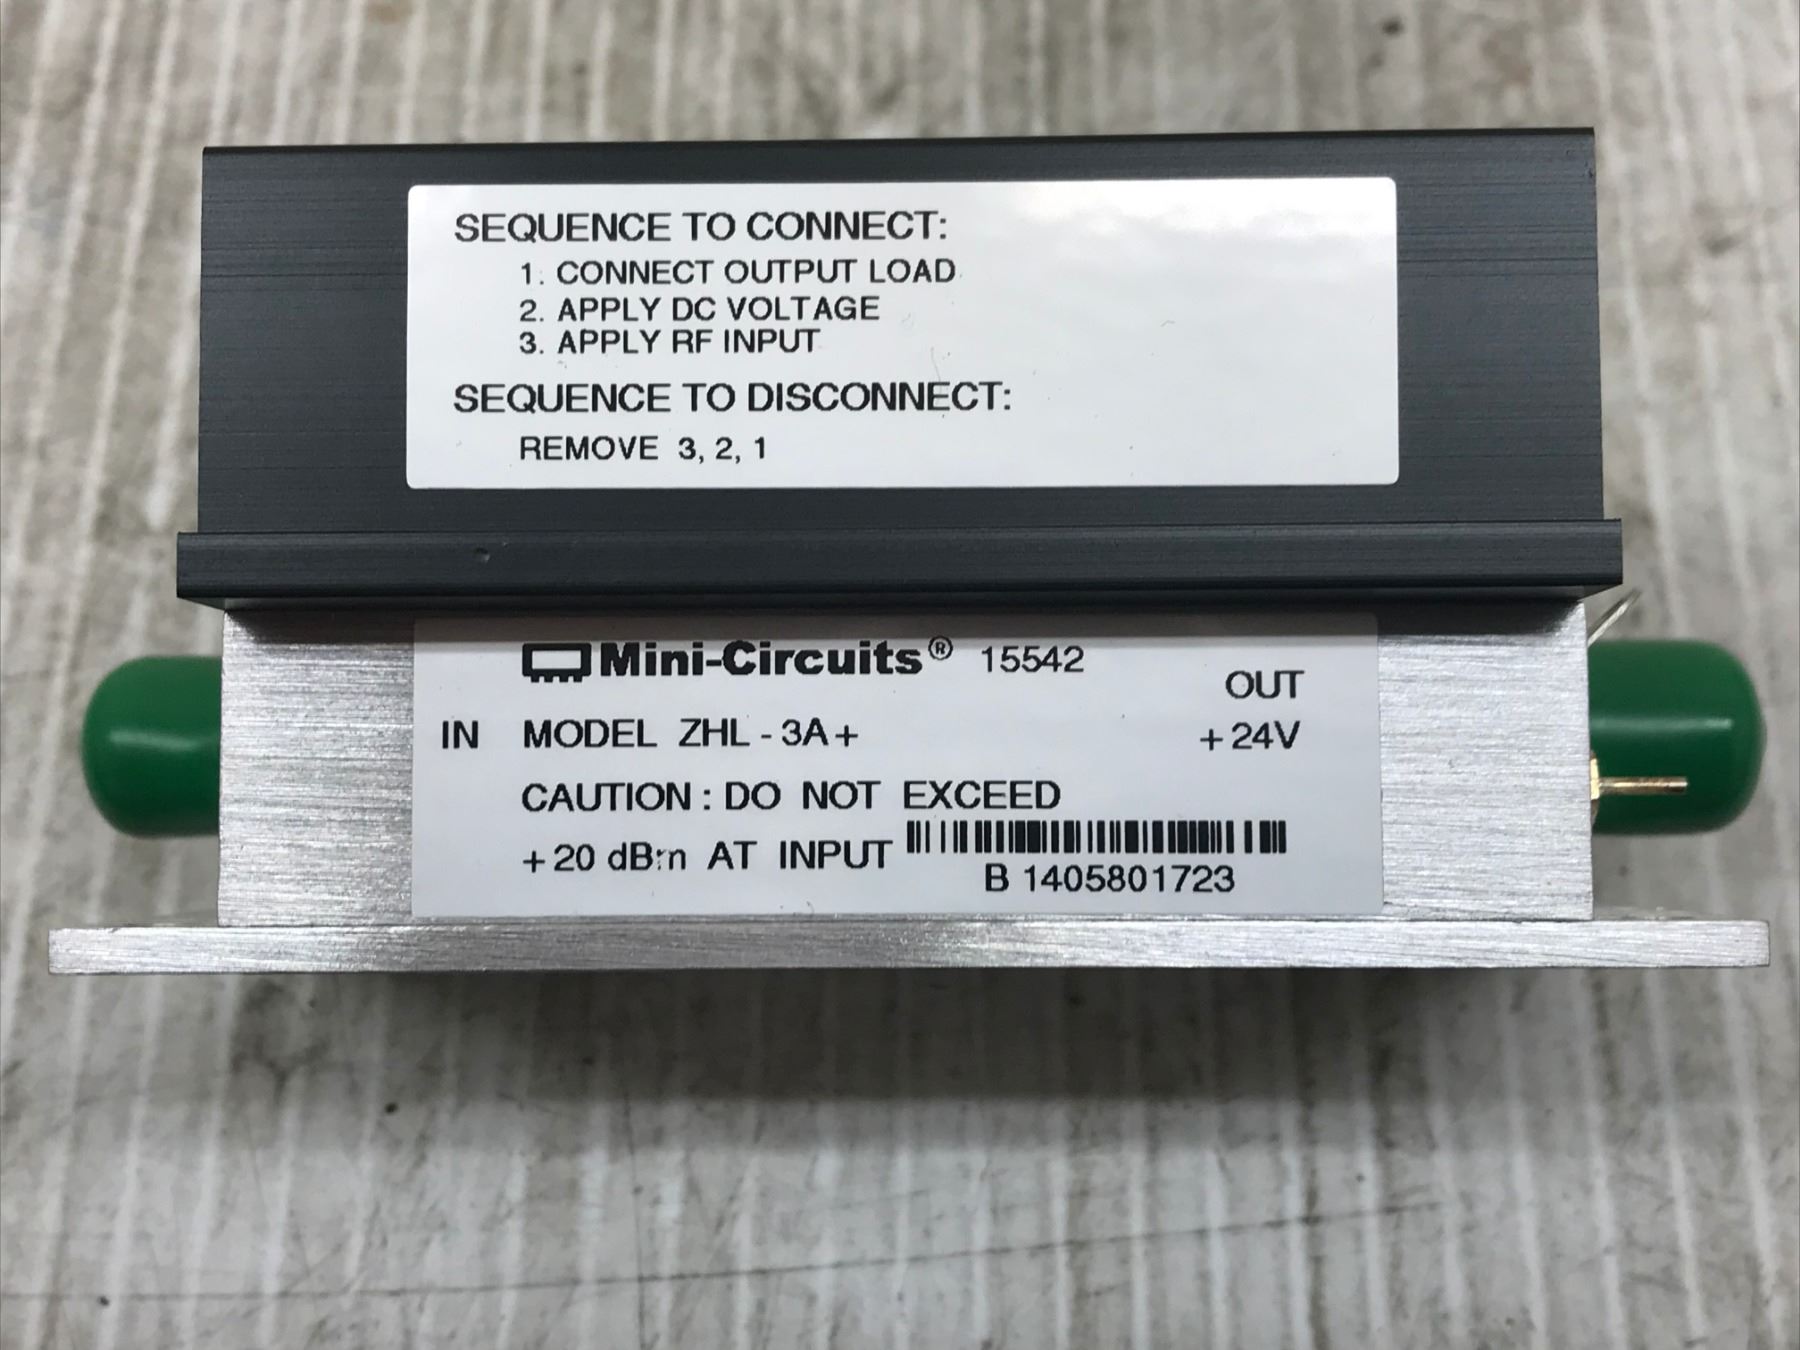 SEQUENCE TO CONNECT:
1. CONNECT OUTPUT LOAD
2. APPLY DC VOLTAGE
3. APPLY RF INPUT
SEQUENCE TO DISCONNECT:
REMOVE 3, 2, 1
Mini-Circuits® 15542
OUT
IN MODEL ZHL-3A+ +24V
CAUTION: DO NOT EXCEED
+20 dBm AT INPUT
B 1405801723